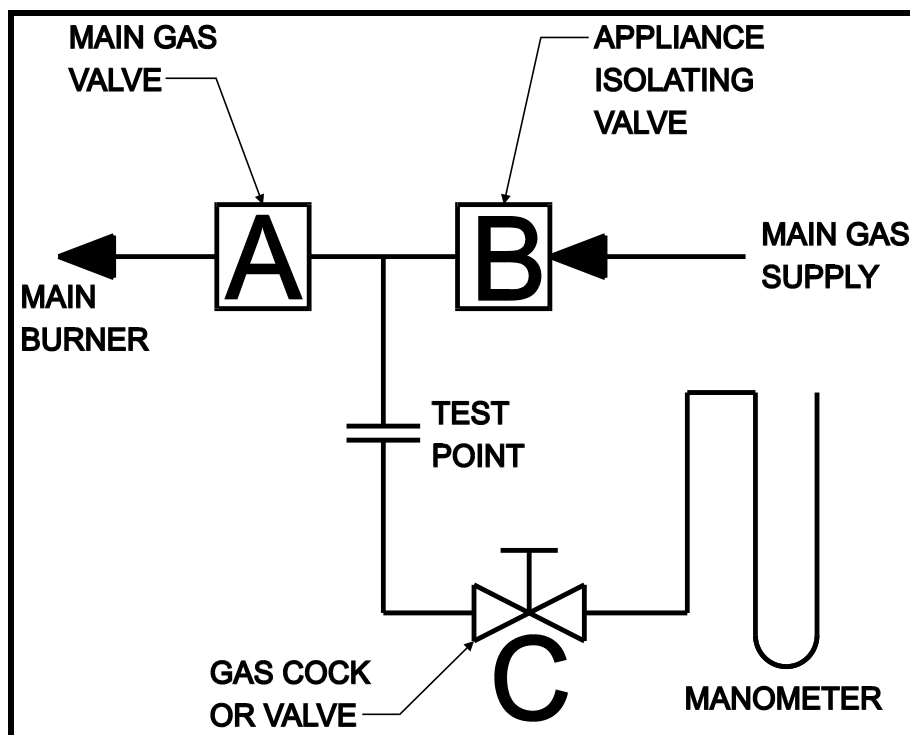 MAIN GAS
VALVE
APPLIANCE
ISOLATING
VALVE
A
B
MAIN GAS
SUPPLY
MAIN
BURNER
TEST
POINT
C
GAS COCK
OR VALVE
MANOMETER